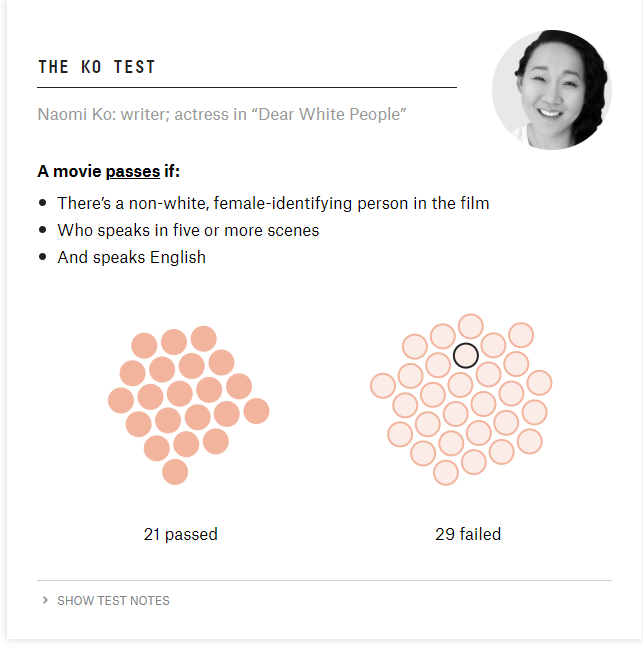 THE KO TEST
Naomi Ko: writer; actress in “Dear White People”
A movie passes if:
There’s a non-white, female-identifying person in the film
Who speaks in five or more scenes
And speaks English
21 passed
29 failed
SHOW TEST NOTES